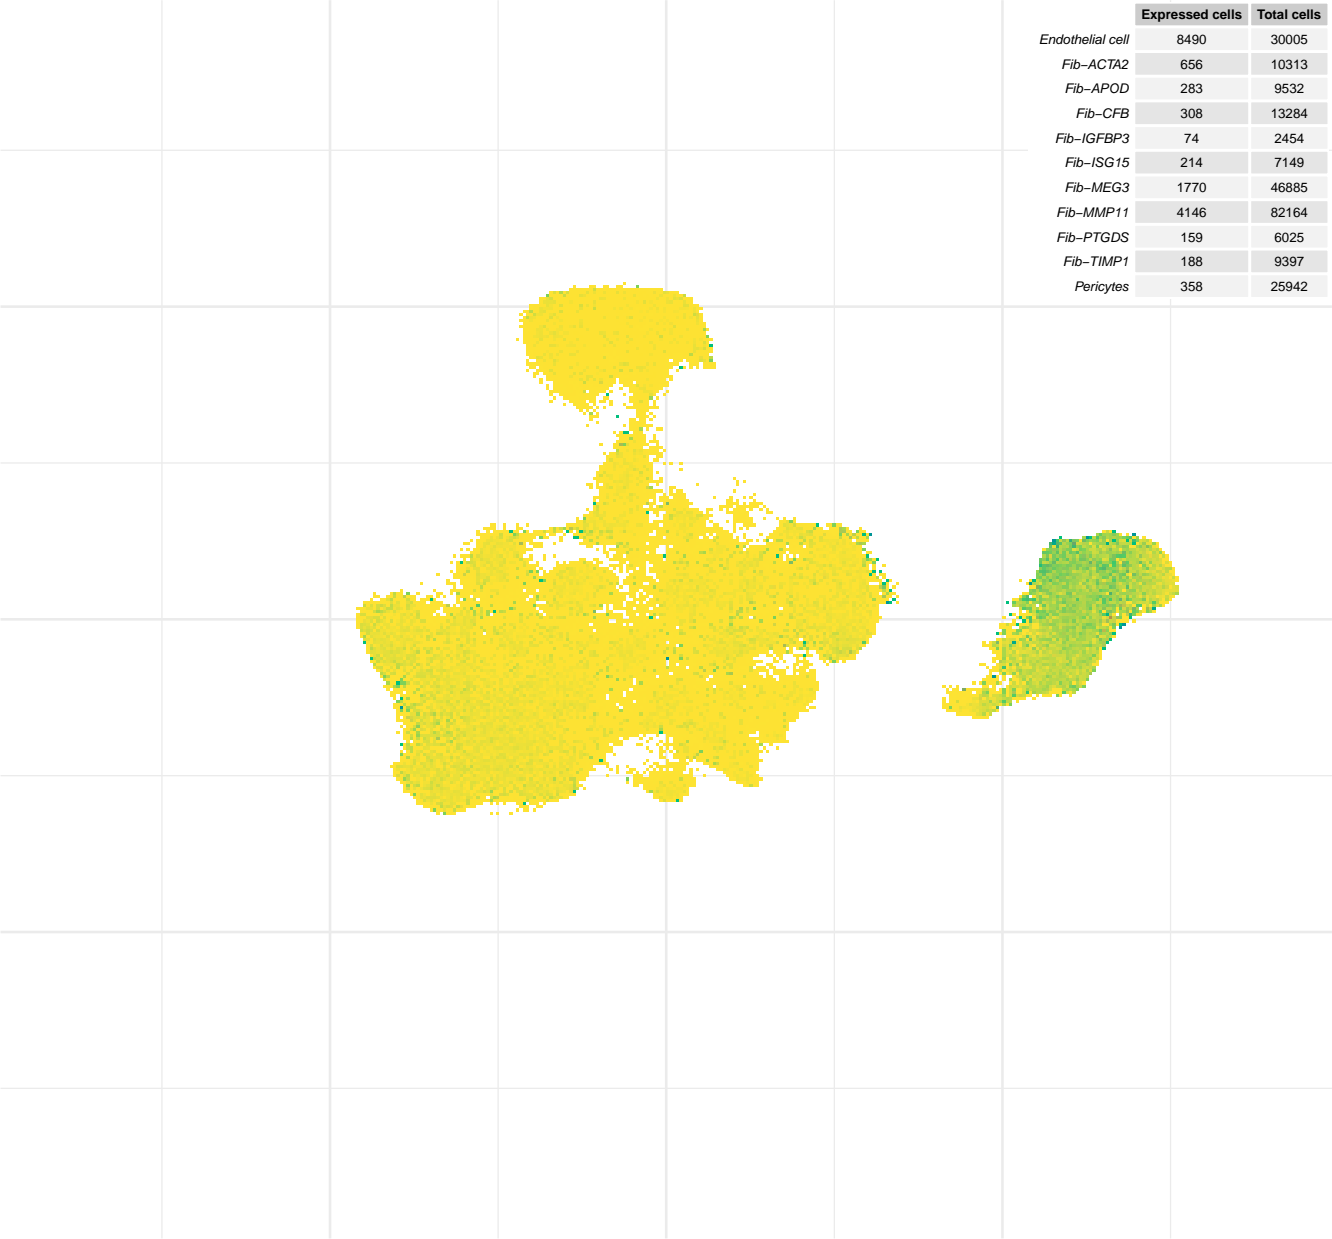 Expressed cells Total cells
Endothelial cell 8490 30005
Fib−ACTA2 656 10313
Fib−APOD 283 9532
Fib−CFB 308 13284
Fib−IGFBP3 74 2454
Fib−ISG15 214 7149
Fib−MEG3 1770 46885
Fib−MMP11 4146 82164
Fib−PTGDS 159 6025
Fib−TIMP1 188 9397
Pericytes 358 25942